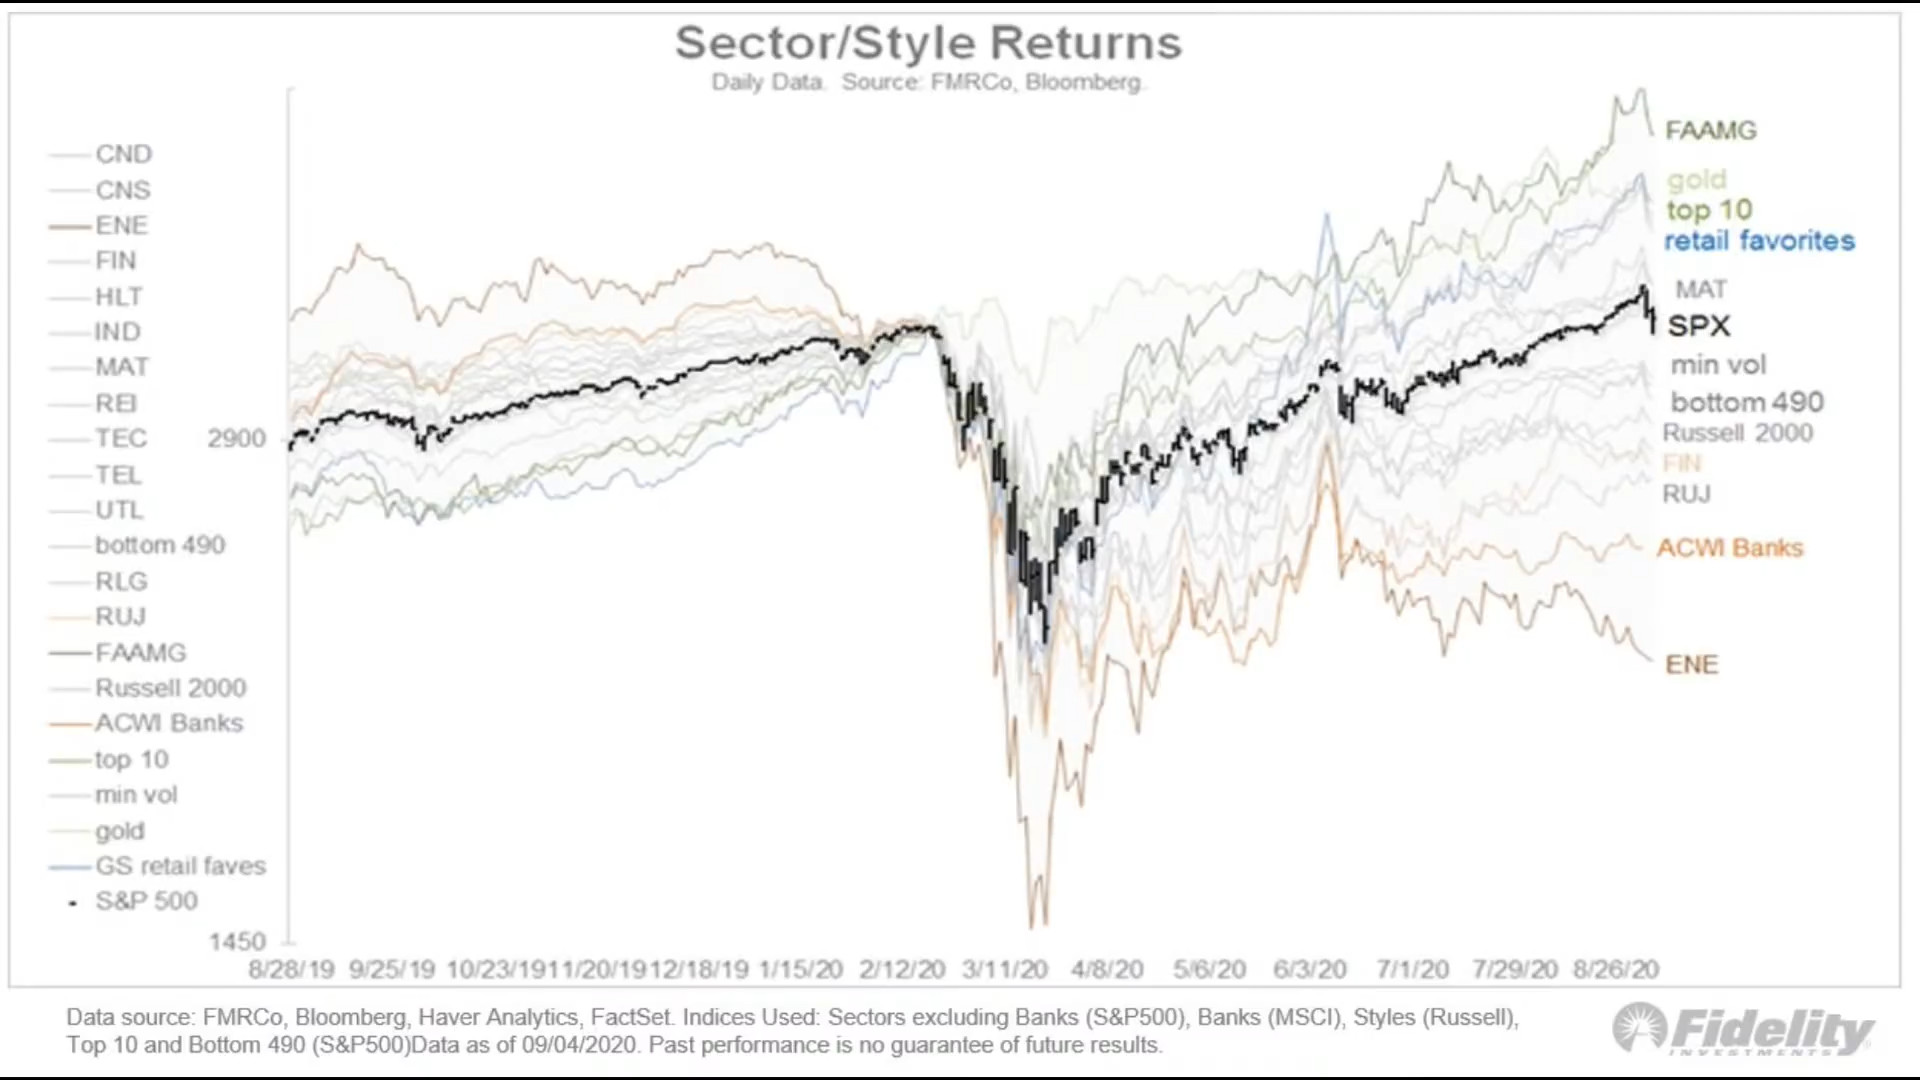 Sector/Style Returns
Daily Data. Source: FMRCo, Bloomberg.
CND
CNS
ENE
FIN
HLT
IND
MAT
REI
TEC
TEL
UTL
bottom 490
RLG
RUJ
FAAMG
Russell 2000
ACWI Banks
top 10
min vol
gold
GS retail faves
S&P 500
2900
1450
8/28/19 9/25/19 10/23/19 11/20/19 12/18/19 1/15/20 2/12/20 3/11/20 4/8/20 5/6/20 6/3/20 7/1/20 7/29/20 8/26/20
FAAMG
gold
top 10
retail favorites
MAT
SPX
min vol
bottom 490
Russell 2000
FIN
RUJ
ACWI Banks
ENE
Data source: FMRCo, Bloomberg, Haver Analytics, FactSet. Indices Used: Sectors excluding Banks (S&P500), Banks (MSCI), Styles (Russell),
Top 10 and Bottom 490 (S&P500)Data as of 09/04/2020. Past performance is no guarantee of future results.
Fidelity
INVESTMENTS